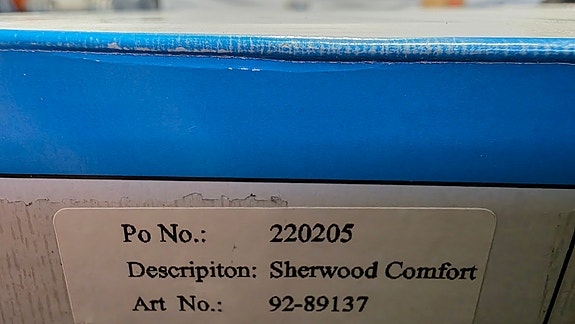 Po No.: 220205
Descripiton: Sherwood Comfort
Art No.: 92-89137